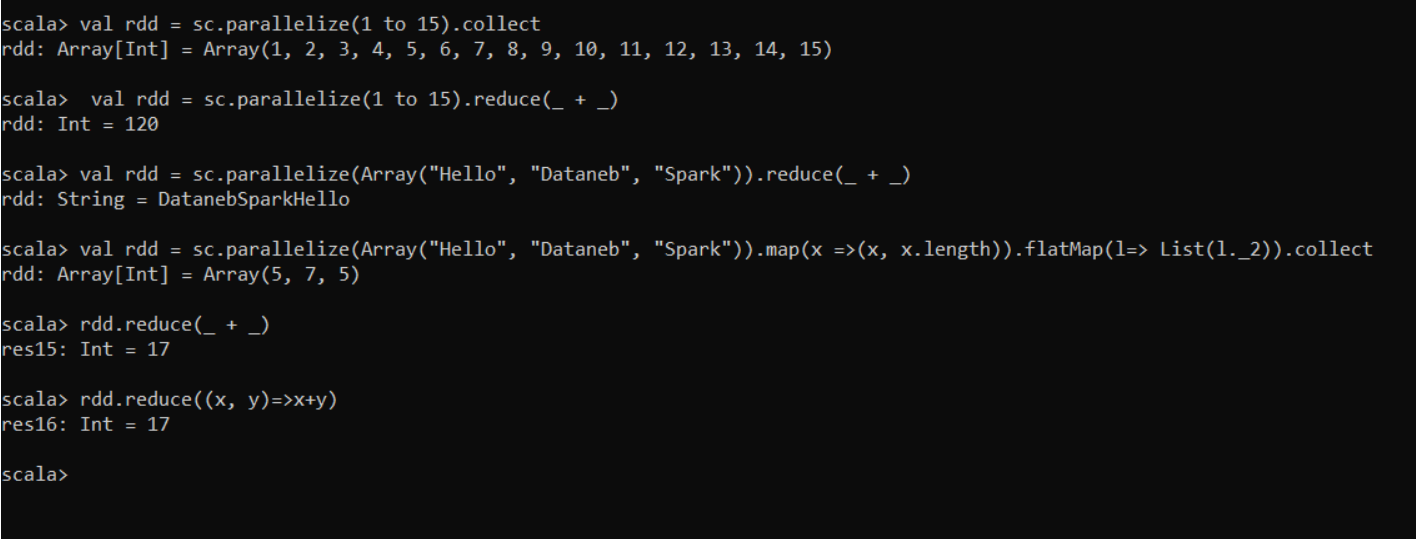 scala> val rdd = sc.parallelize(1 to 15).collect
rdd: Array[Int] = Array(1, 2, 3, 4, 5, 6, 7, 8, 9, 10, 11, 12, 13, 14, 15)
scala>  val rdd = sc.parallelize(1 to 15).reduce(_ + _)
rdd: Int = 120
scala> val rdd = sc.parallelize(Array("Hello", "Dataneb", "Spark")).reduce(_ + _)
rdd: String = DatanebSparkHello
scala> val rdd = sc.parallelize(Array("Hello", "Dataneb", "Spark")).map(x =>(x, x.length)).flatMap(l=> List(l._2)).collect
rdd: Array[Int] = Array(5, 7, 5)
scala> rdd.reduce(_ + _)
res15: Int = 17
scala> rdd.reduce((x, y)=>x+y)
res16: Int = 17
scala>